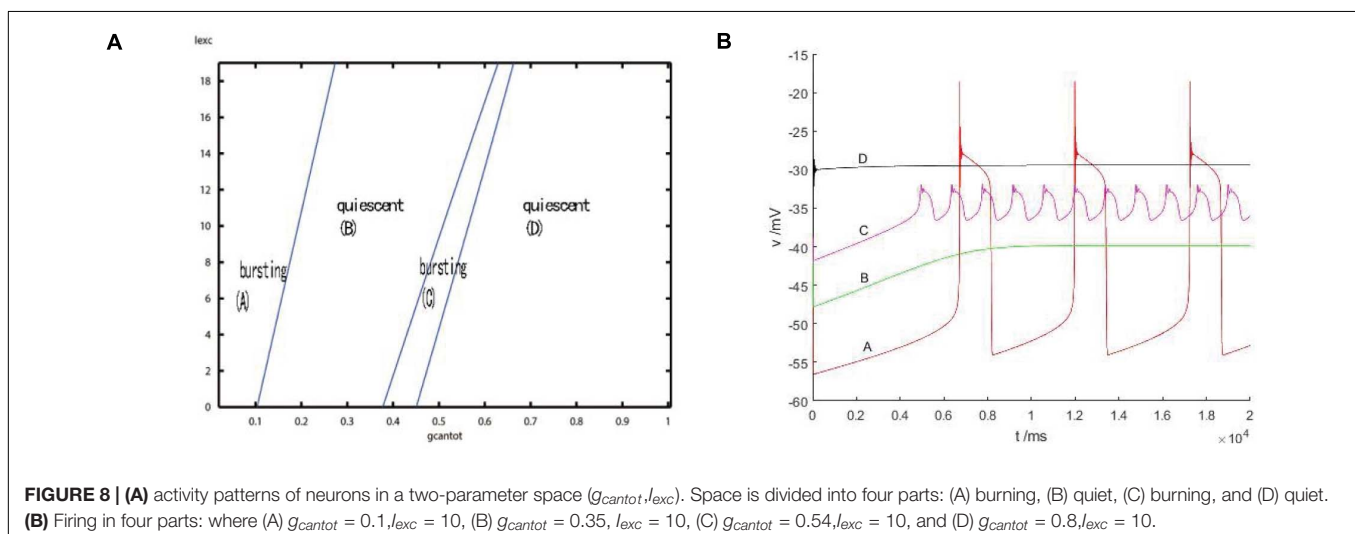 A
Iexc
18
16
14
12
10
8
6
4
2
0
quiescent
(B)
quiescent
(D)
bursting
(A)
bursting
(C)
0.1 0.2 0.3 0.4 0.5 0.6 0.7 0.8 0.9 1
gcantot
B
-15
-20
-25
-30
-35
-40
-45
-50
-55
-60
v /mV
D
C
B
A
0 0.2 0.4 0.6 0.8 1.0 1.2 1.4 1.6 1.8 20
t /ms
×10⁴
FIGURE 8 | (A) activity patterns of neurons in a two-parameter space (gcantot,Iexc). Space is divided into four parts: (A) burning, (B) quiet, (C) burning, and (D) quiet.
(B) Firing in four parts: where (A) gcantot = 0.1,Iexc = 10, (B) gcantot = 0.35, Iexc = 10, (C) gcantot = 0.54,Iexc = 10, and (D) gcantot = 0.8,Iexc = 10.